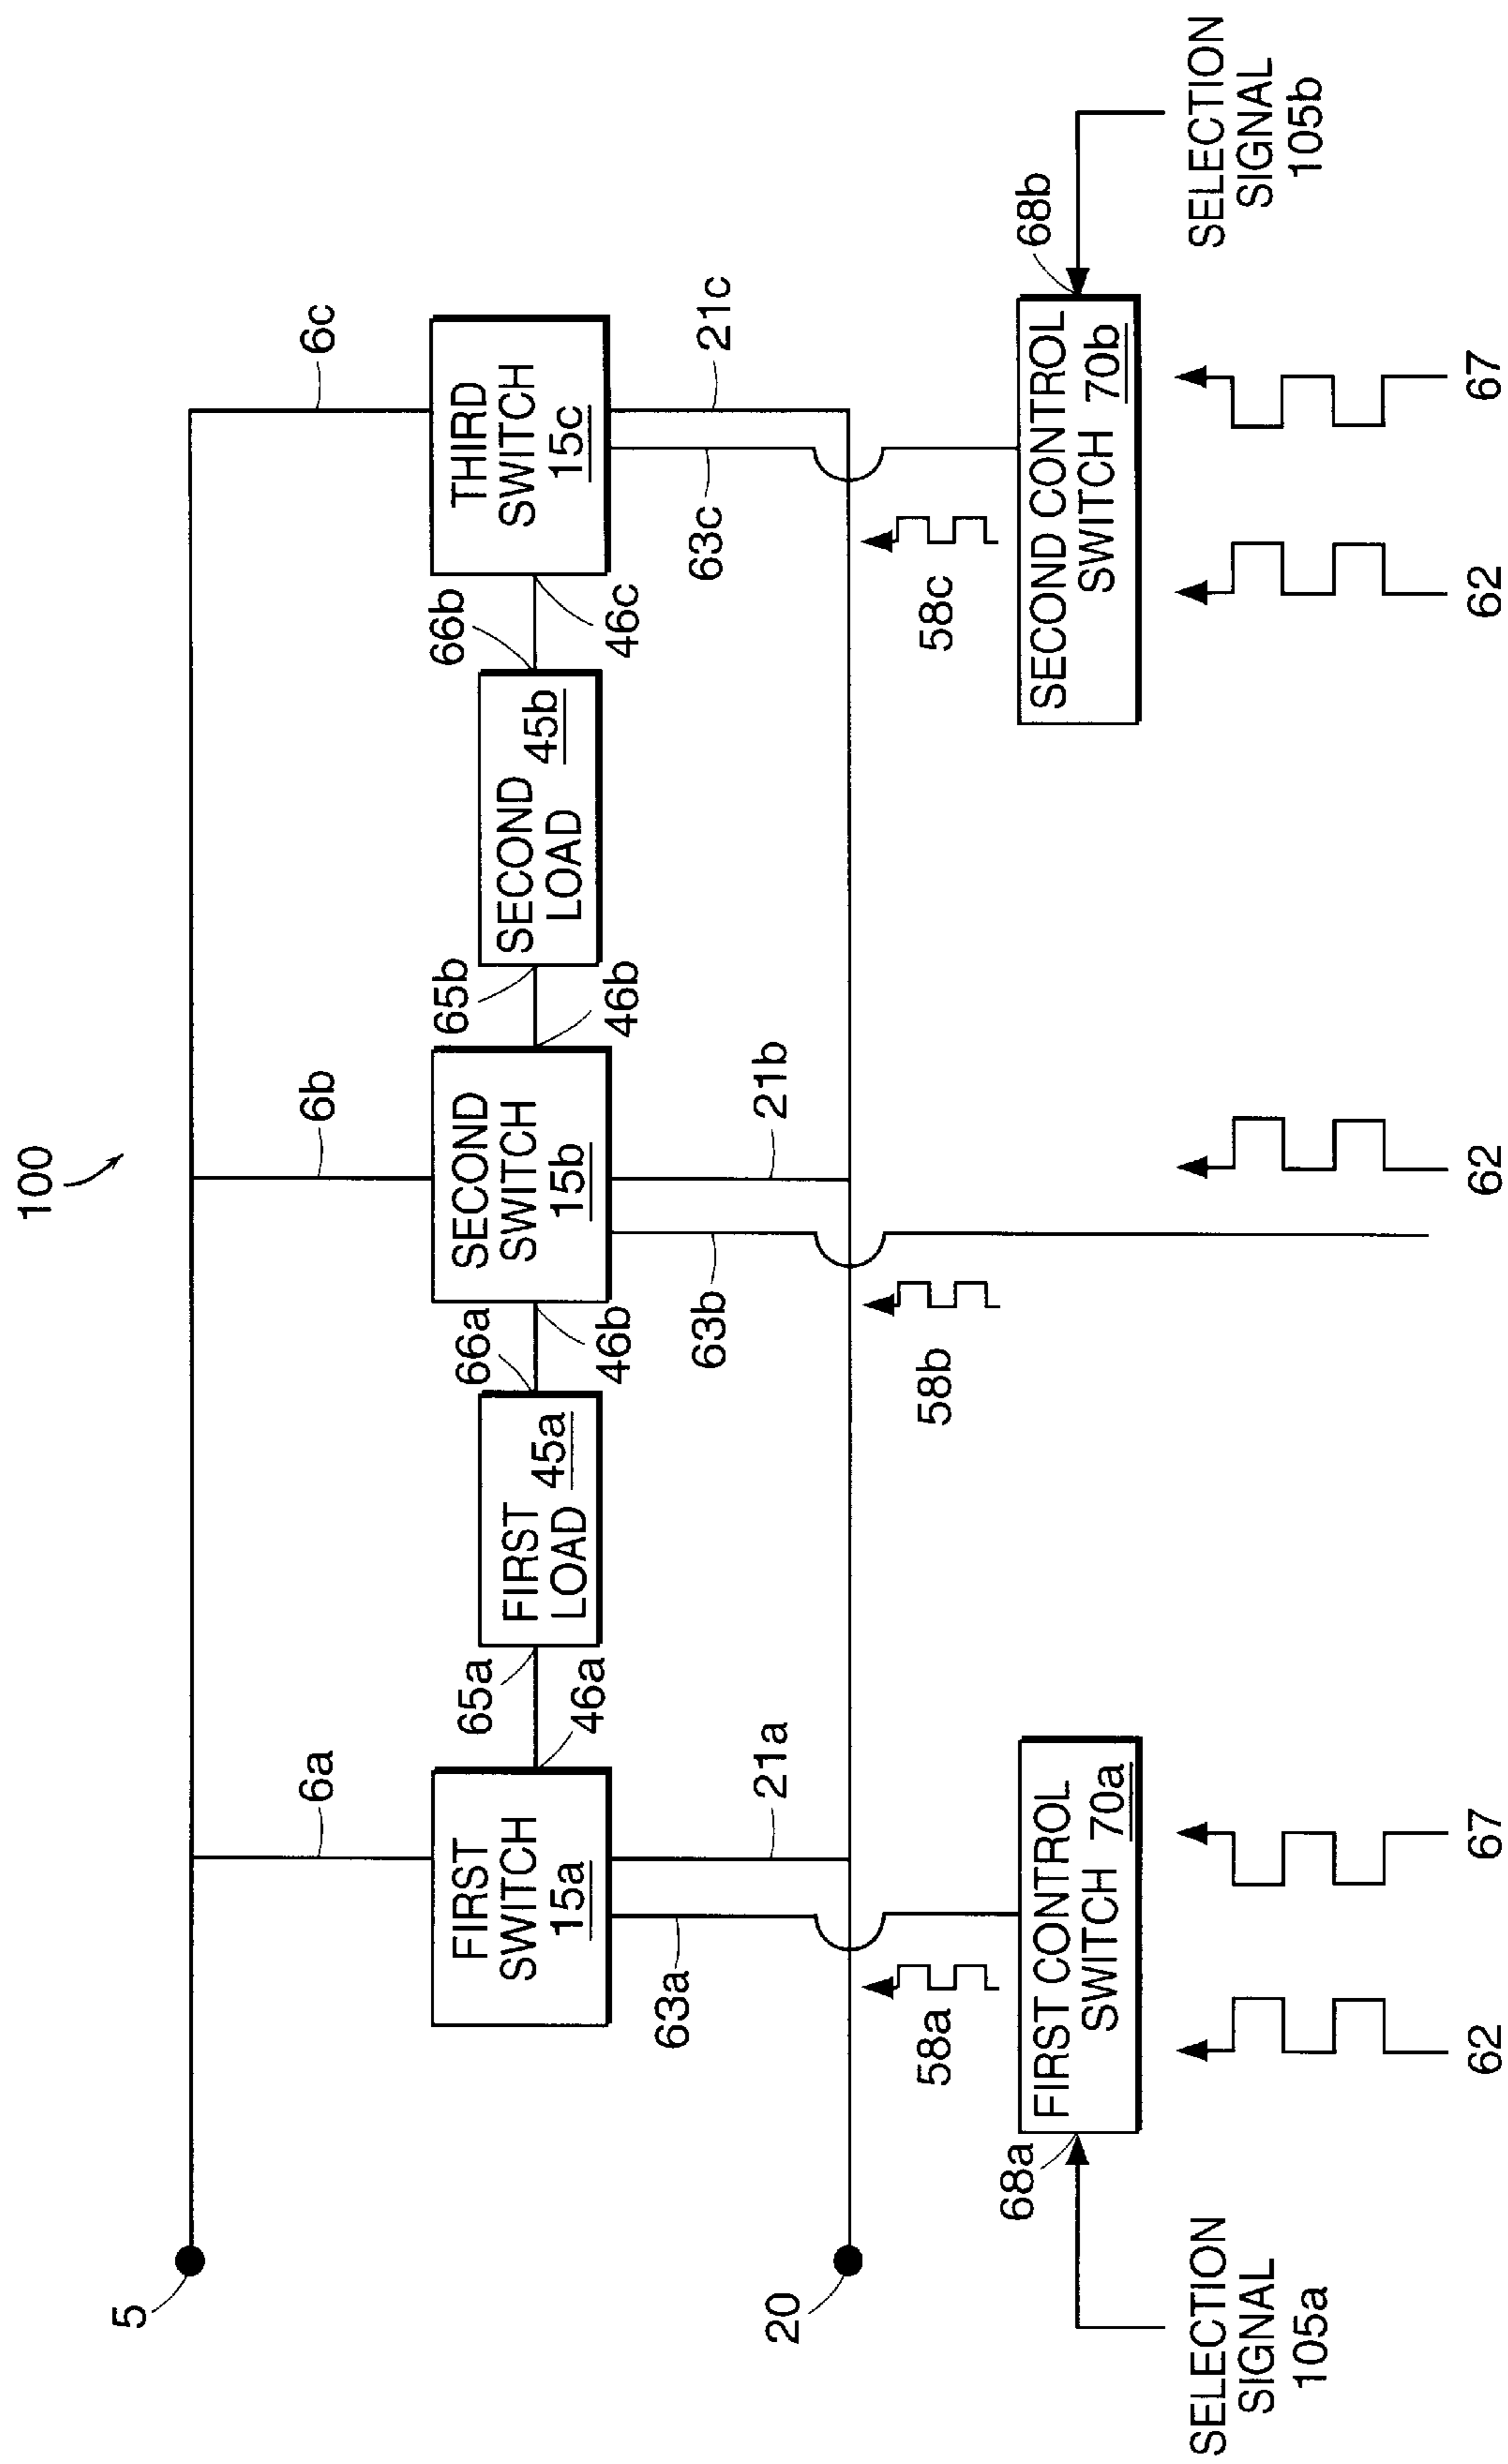 100
5
6a
6b
6c
FIRST
SWITCH
15a
65a
46a
FIRST
LOAD 45a
66a
46b
SECOND
SWITCH
15b
65b
46b
SECOND
LOAD 45b
66b
46c
THIRD
SWITCH
15c
63a
21a
63b
21b
63c
21c
20
58a
58b
58c
68a
FIRST CONTROL
SWITCH 70a
SECOND CONTROL
SWITCH 70b
68b
SELECTION
SIGNAL
105a
62
67
62
62
67
SELECTION
SIGNAL
105b